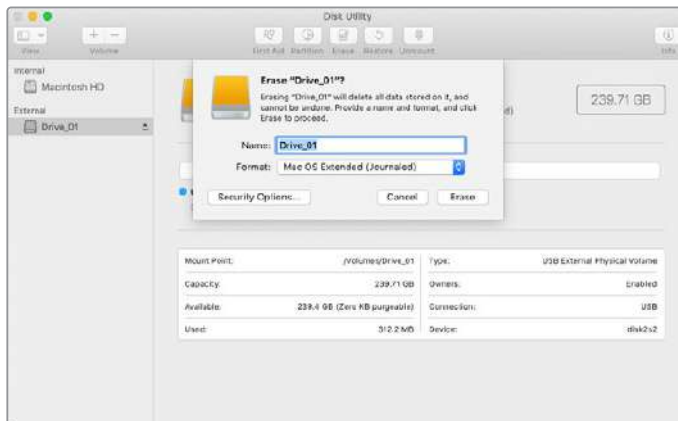 Disk Utility
View
Volume
First Aid Partition Erase Restore Unmount
Info
Internal
Macintosh HD
External
Drive_01
Erase "Drive_01"?
Erasing "Drive_01" will delete all data stored on it, and
cannot be undone. Provide a name and format, and click
Erase to proceed.
239.71 GB
Name: Drive_01
Format: Mac OS Extended (Journaled)
Security Options...
Cancel
Erase
Mount Point: /Volumes/Drive_01
Type: USB External Physical Volume
Capacity: 239.71 GB
Owners: Enabled
Available: 239.4 GB (Zero KB purgeable)
Connection: USB
Used: 312.2 MB
Device: disk2s2